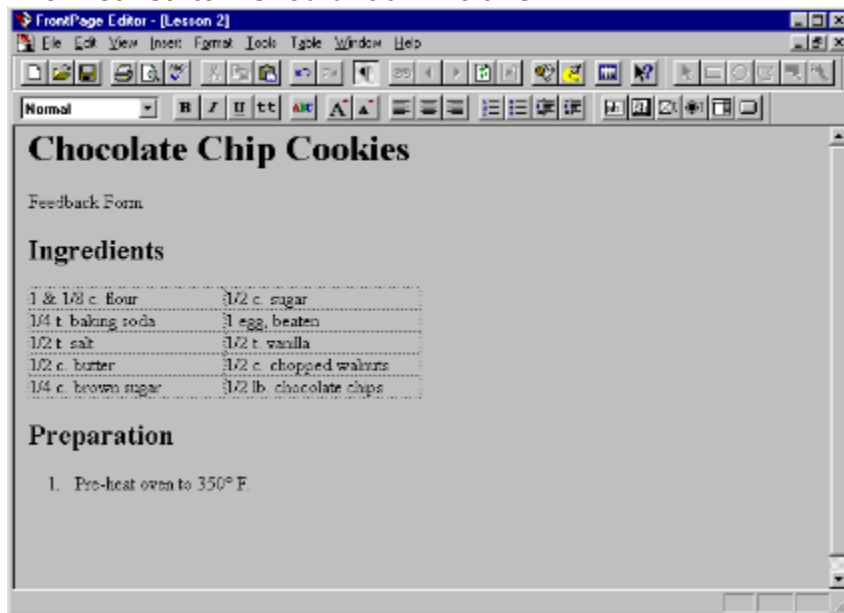 FrontPage Editor - [Lesson 2]
File Edit View Insert Format Tools Table Window Help
Normal B I U tt ABC A A
Chocolate Chip Cookies
Feedback Form
Ingredients
1 & 1/8 c. flour 1/2 c. sugar
1/4 t. baking soda 1 egg, beaten
1/2 t. salt 1/2 t. vanilla
1/2 c. butter 1/2 c. chopped walnuts
1/4 c. brown sugar 1/2 lb. chocolate chips
Preparation
1. Pre-heat oven to 350° F.